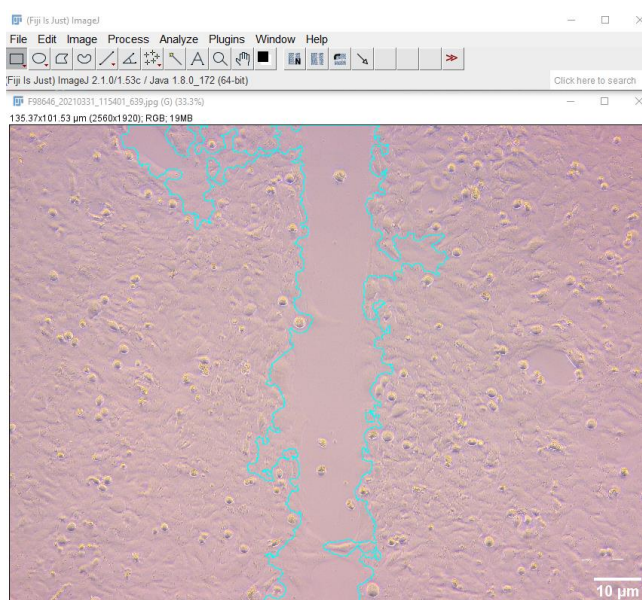 (Fiji Is Just) ImageJ
File Edit Image Process Analyze Plugins Window Help
A N >>
(Fiji Is Just) ImageJ 2.1.0/1.53c / Java 1.8.0_172 (64-bit) Click here to search
F98646_20210331_115401_639.jpg (G) (33.3%)
135.37x101.53 µm (2560x1920); RGB; 19MB
10 µm